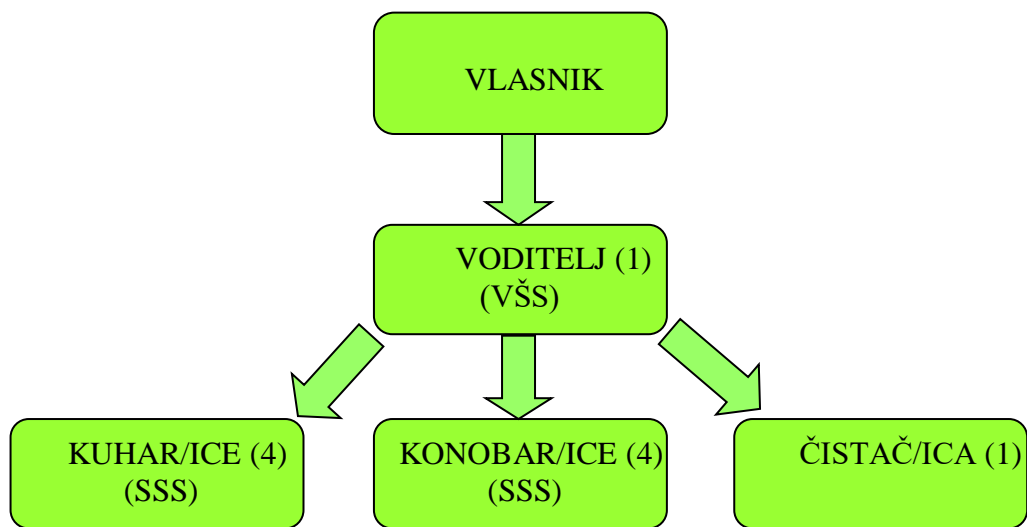 VLASNIK
VODITELJ (1)
(VŠS)
KUHAR/ICE (4)
(SSS)
KONOBAR/ICE (4)
(SSS)
ČISTAČ/ICA (1)